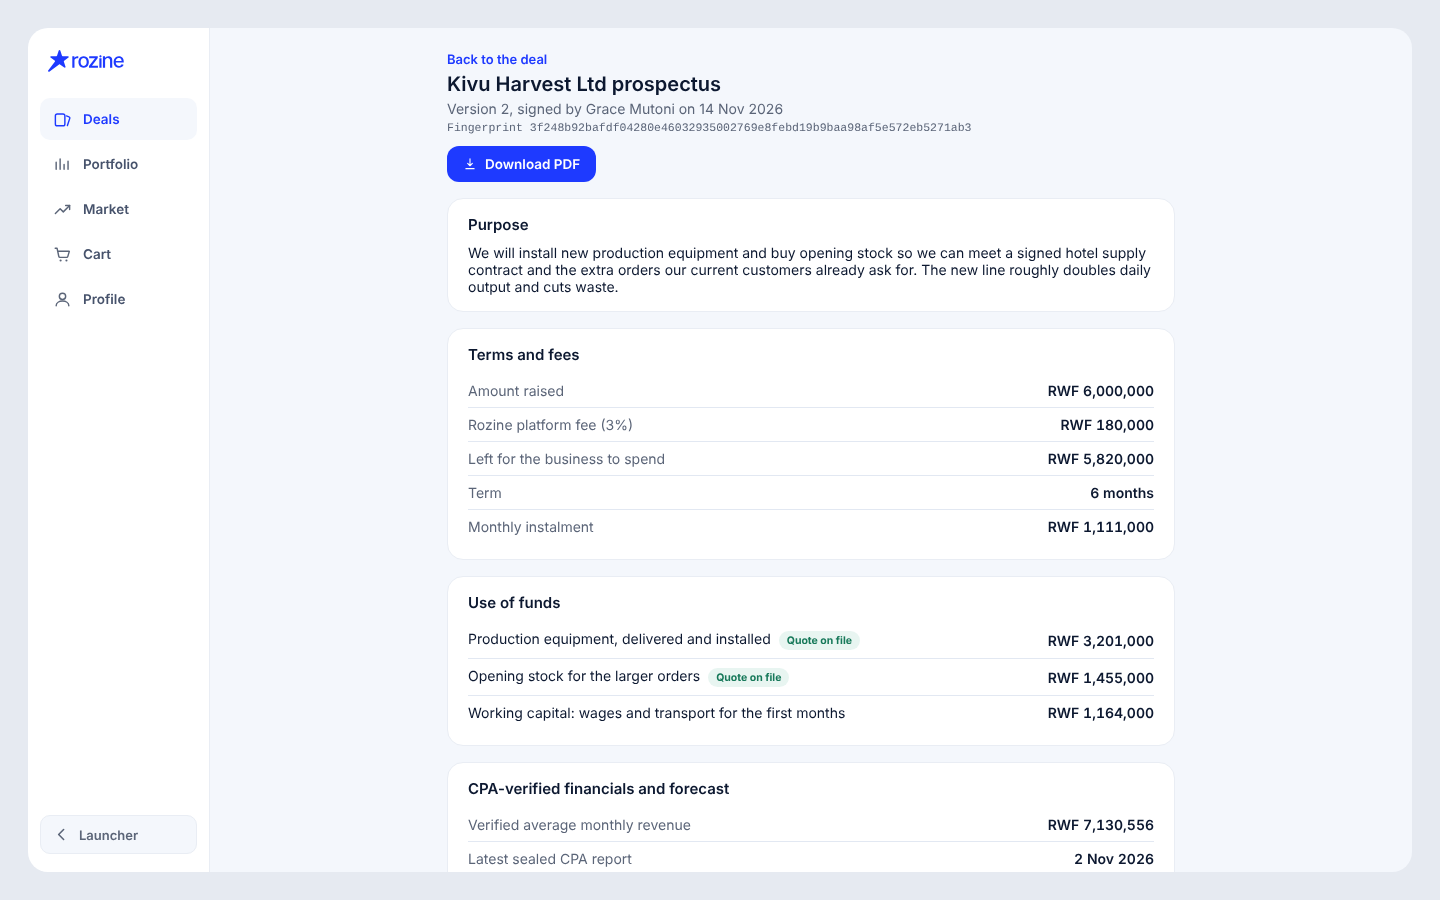 rozine
Deals
Portfolio
Market
Cart
Profile
Launcher
Back to the deal
Kivu Harvest Ltd prospectus
Version 2, signed by Grace Mutoni on 14 Nov 2026
Fingerprint 3f248b92bafdf04280e46032935002769e8febd19b9baa98af5e572eb5271ab3
Download PDF
Purpose
We will install new production equipment and buy opening stock so we can meet a signed hotel supply
contract and the extra orders our current customers already ask for. The new line roughly doubles daily
output and cuts waste.
Terms and fees
Amount raised RWF 6,000,000
Rozine platform fee (3%) RWF 180,000
Left for the business to spend RWF 5,820,000
Term 6 months
Monthly instalment RWF 1,111,000
Use of funds
Production equipment, delivered and installed Quote on file RWF 3,201,000
Opening stock for the larger orders Quote on file RWF 1,455,000
Working capital: wages and transport for the first months RWF 1,164,000
CPA-verified financials and forecast
Verified average monthly revenue RWF 7,130,556
Latest sealed CPA report 2 Nov 2026